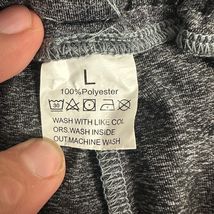 L
100%Polyester
WASH WITH LIKE COL
ORS.WASH INSIDE
OUT.MACHINE WASH